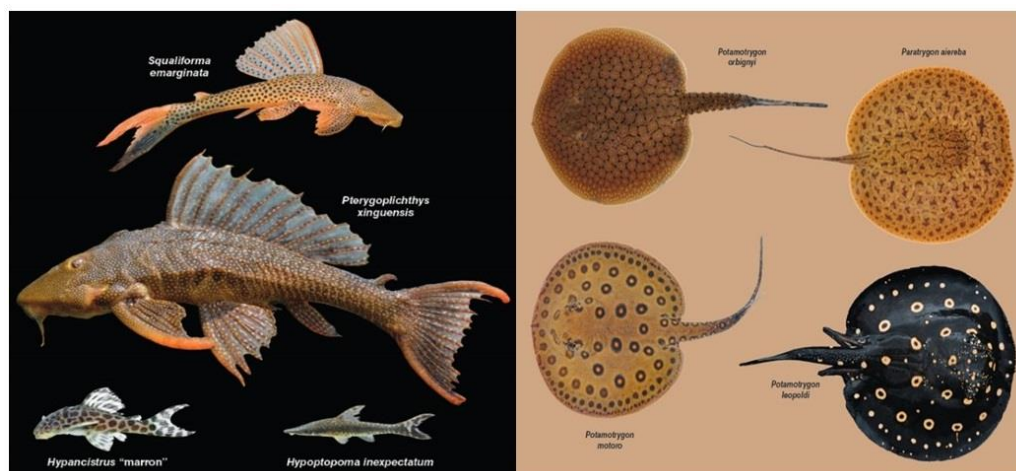 Squaliforma
emarginata
Pterygoplichthys
xinguensis
Hypancistrus "marron"
Hypoptopoma inexpectatum
Potamotrygon
orbignyi
Paratrygon aiereba
Potamotrygon
motoro
Potamotrygon
leopoldi